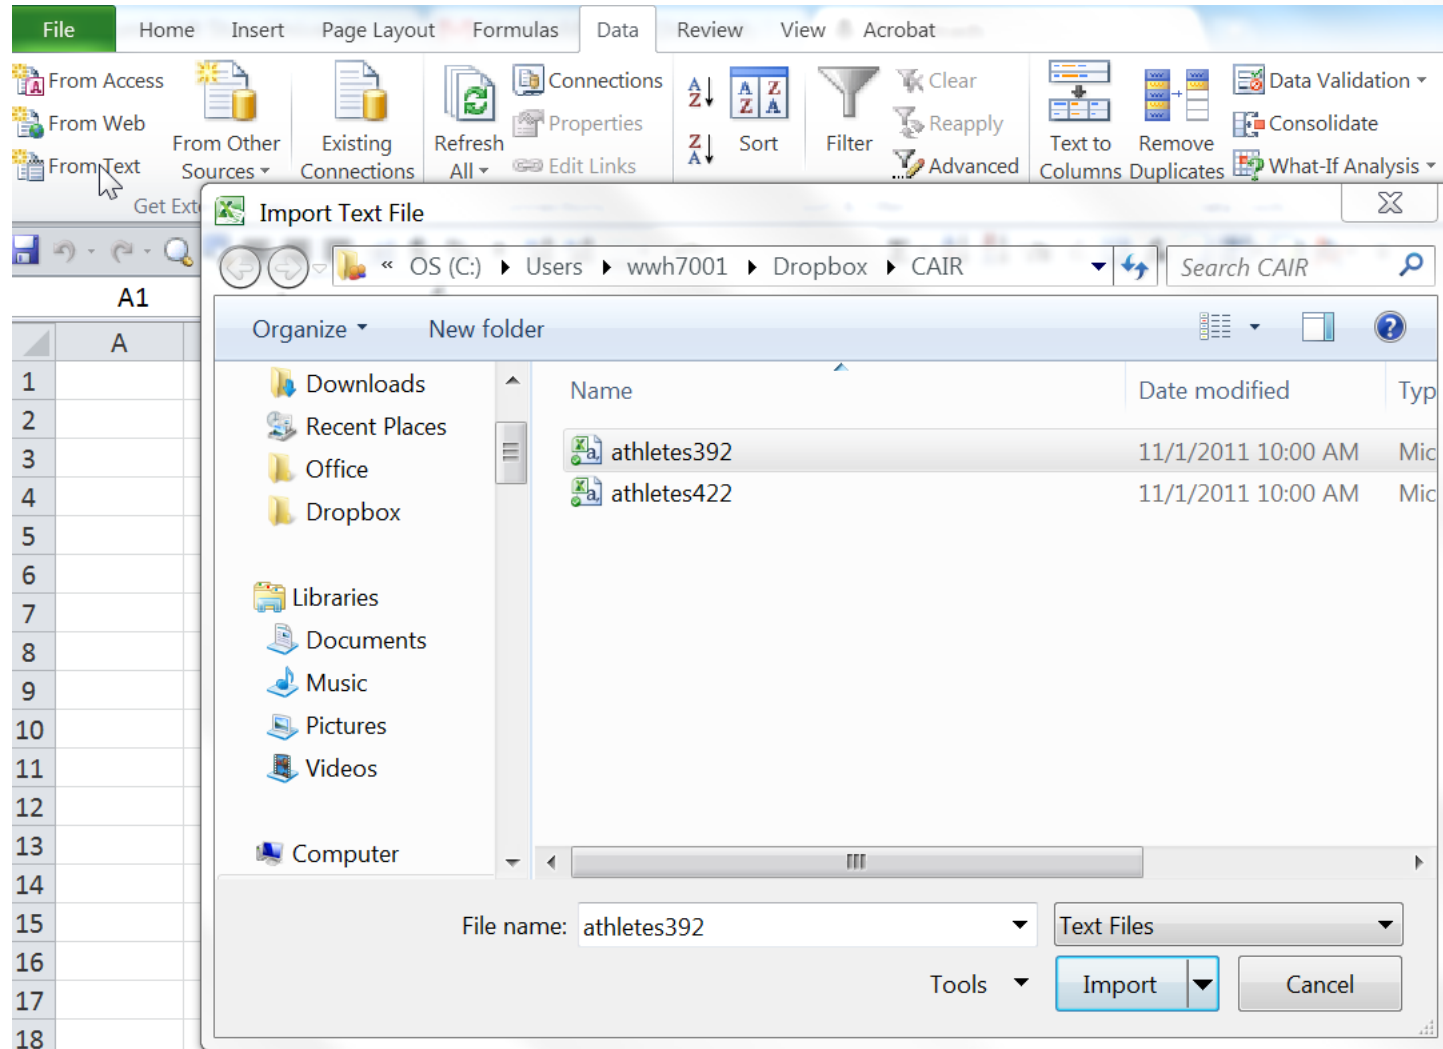 File Home Insert Page Layout Formulas Data Review View Acrobat
From Access
From Web
From Text
From Other
Sources
Existing
Connections
Refresh
All
Connections
Properties
Edit Links
A
Z
Z
A
A Z
Z A
Sort
Filter
Clear
Reapply
Advanced
Text to
Columns
Remove
Duplicates
Data Validation
Consolidate
What-If Analysis
Get Ext
Import Text File
« OS (C:) Users wwh7001 Dropbox CAIR
Search CAIR
A1
Organize New folder
A
1
2
3
4
5
6
7
8
9
10
11
12
13
14
15
16
17
18
Downloads
Recent Places
Office
Dropbox
Libraries
Documents
Music
Pictures
Videos
Computer
Name Date modified Typ
athletes392 11/1/2011 10:00 AM Mic
athletes422 11/1/2011 10:00 AM Mic
File name: athletes392 Text Files
Tools Import Cancel